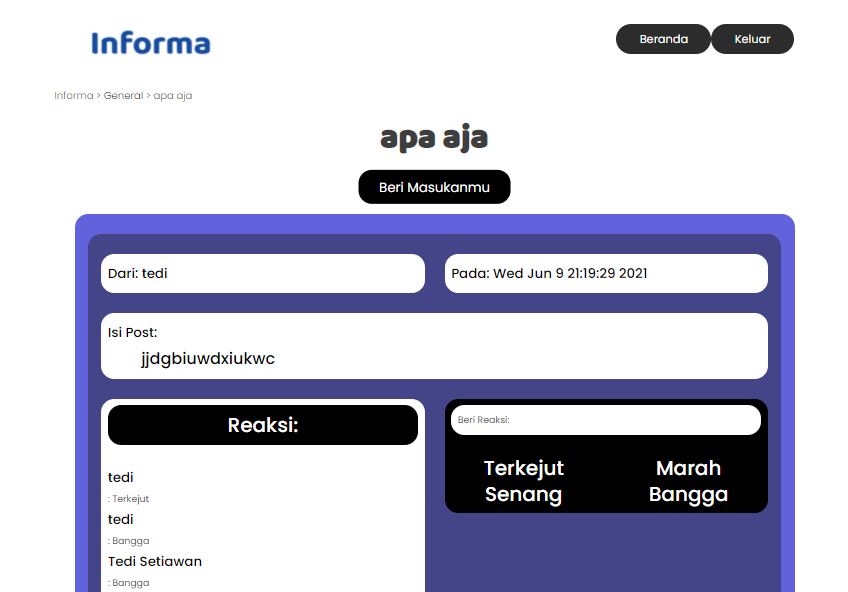 Informa
Beranda
Keluar
Informa > General > apa aja
apa aja
Beri Masukanmu
Dari: tedi
Pada: Wed Jun 9 21:19:29 2021
Isi Post:
jjdgbiuwdxiukwc
Reaksi:
tedi
: Terkejut
tedi
: Bangga
Tedi Setiawan
: Bangga
Beri Reaksi:
Terkejut
Marah
Senang
Bangga